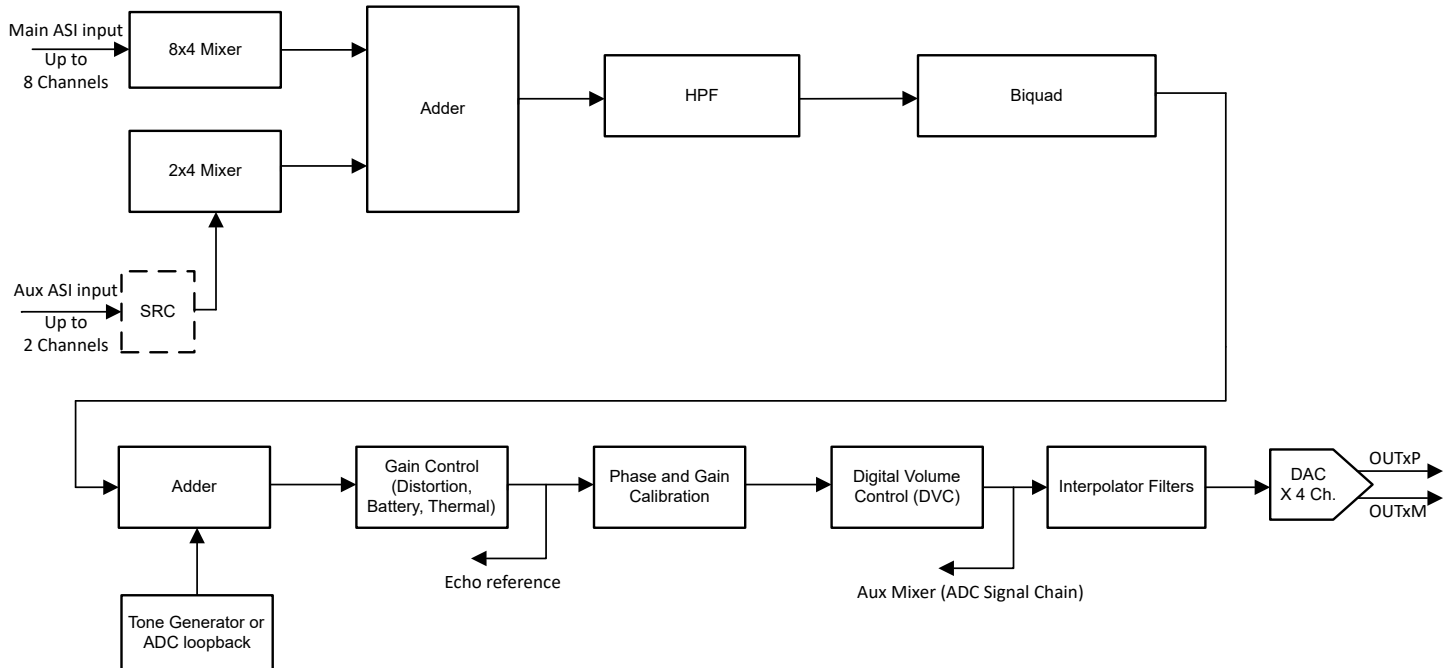 Main ASI input
Up to
8 Channels
8x4 Mixer
Adder
HPF
Biquad
2x4 Mixer
Aux ASI input
Up to
2 Channels
SRC
Adder
Gain Control
(Distortion,
Battery, Thermal)
Phase and Gain
Calibration
Digital Volume
Control (DVC)
Interpolator Filters
DAC
X 4 Ch.
OUTxP
OUTxM
Echo reference
Aux Mixer (ADC Signal Chain)
Tone Generator or
ADC loopback